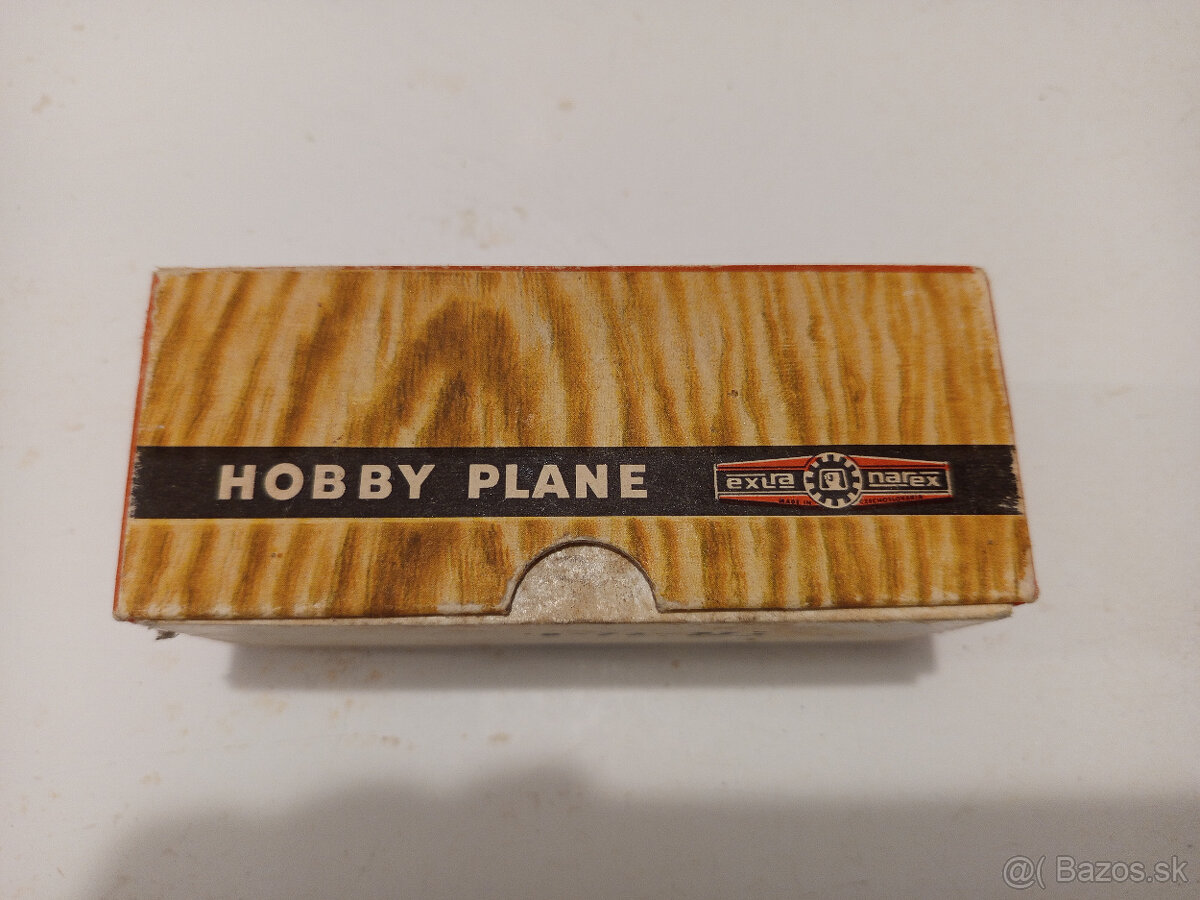 HOBBY PLANE
extra narex
MADE IN CZECHOSLOVAKIA
@( Bazos.sk